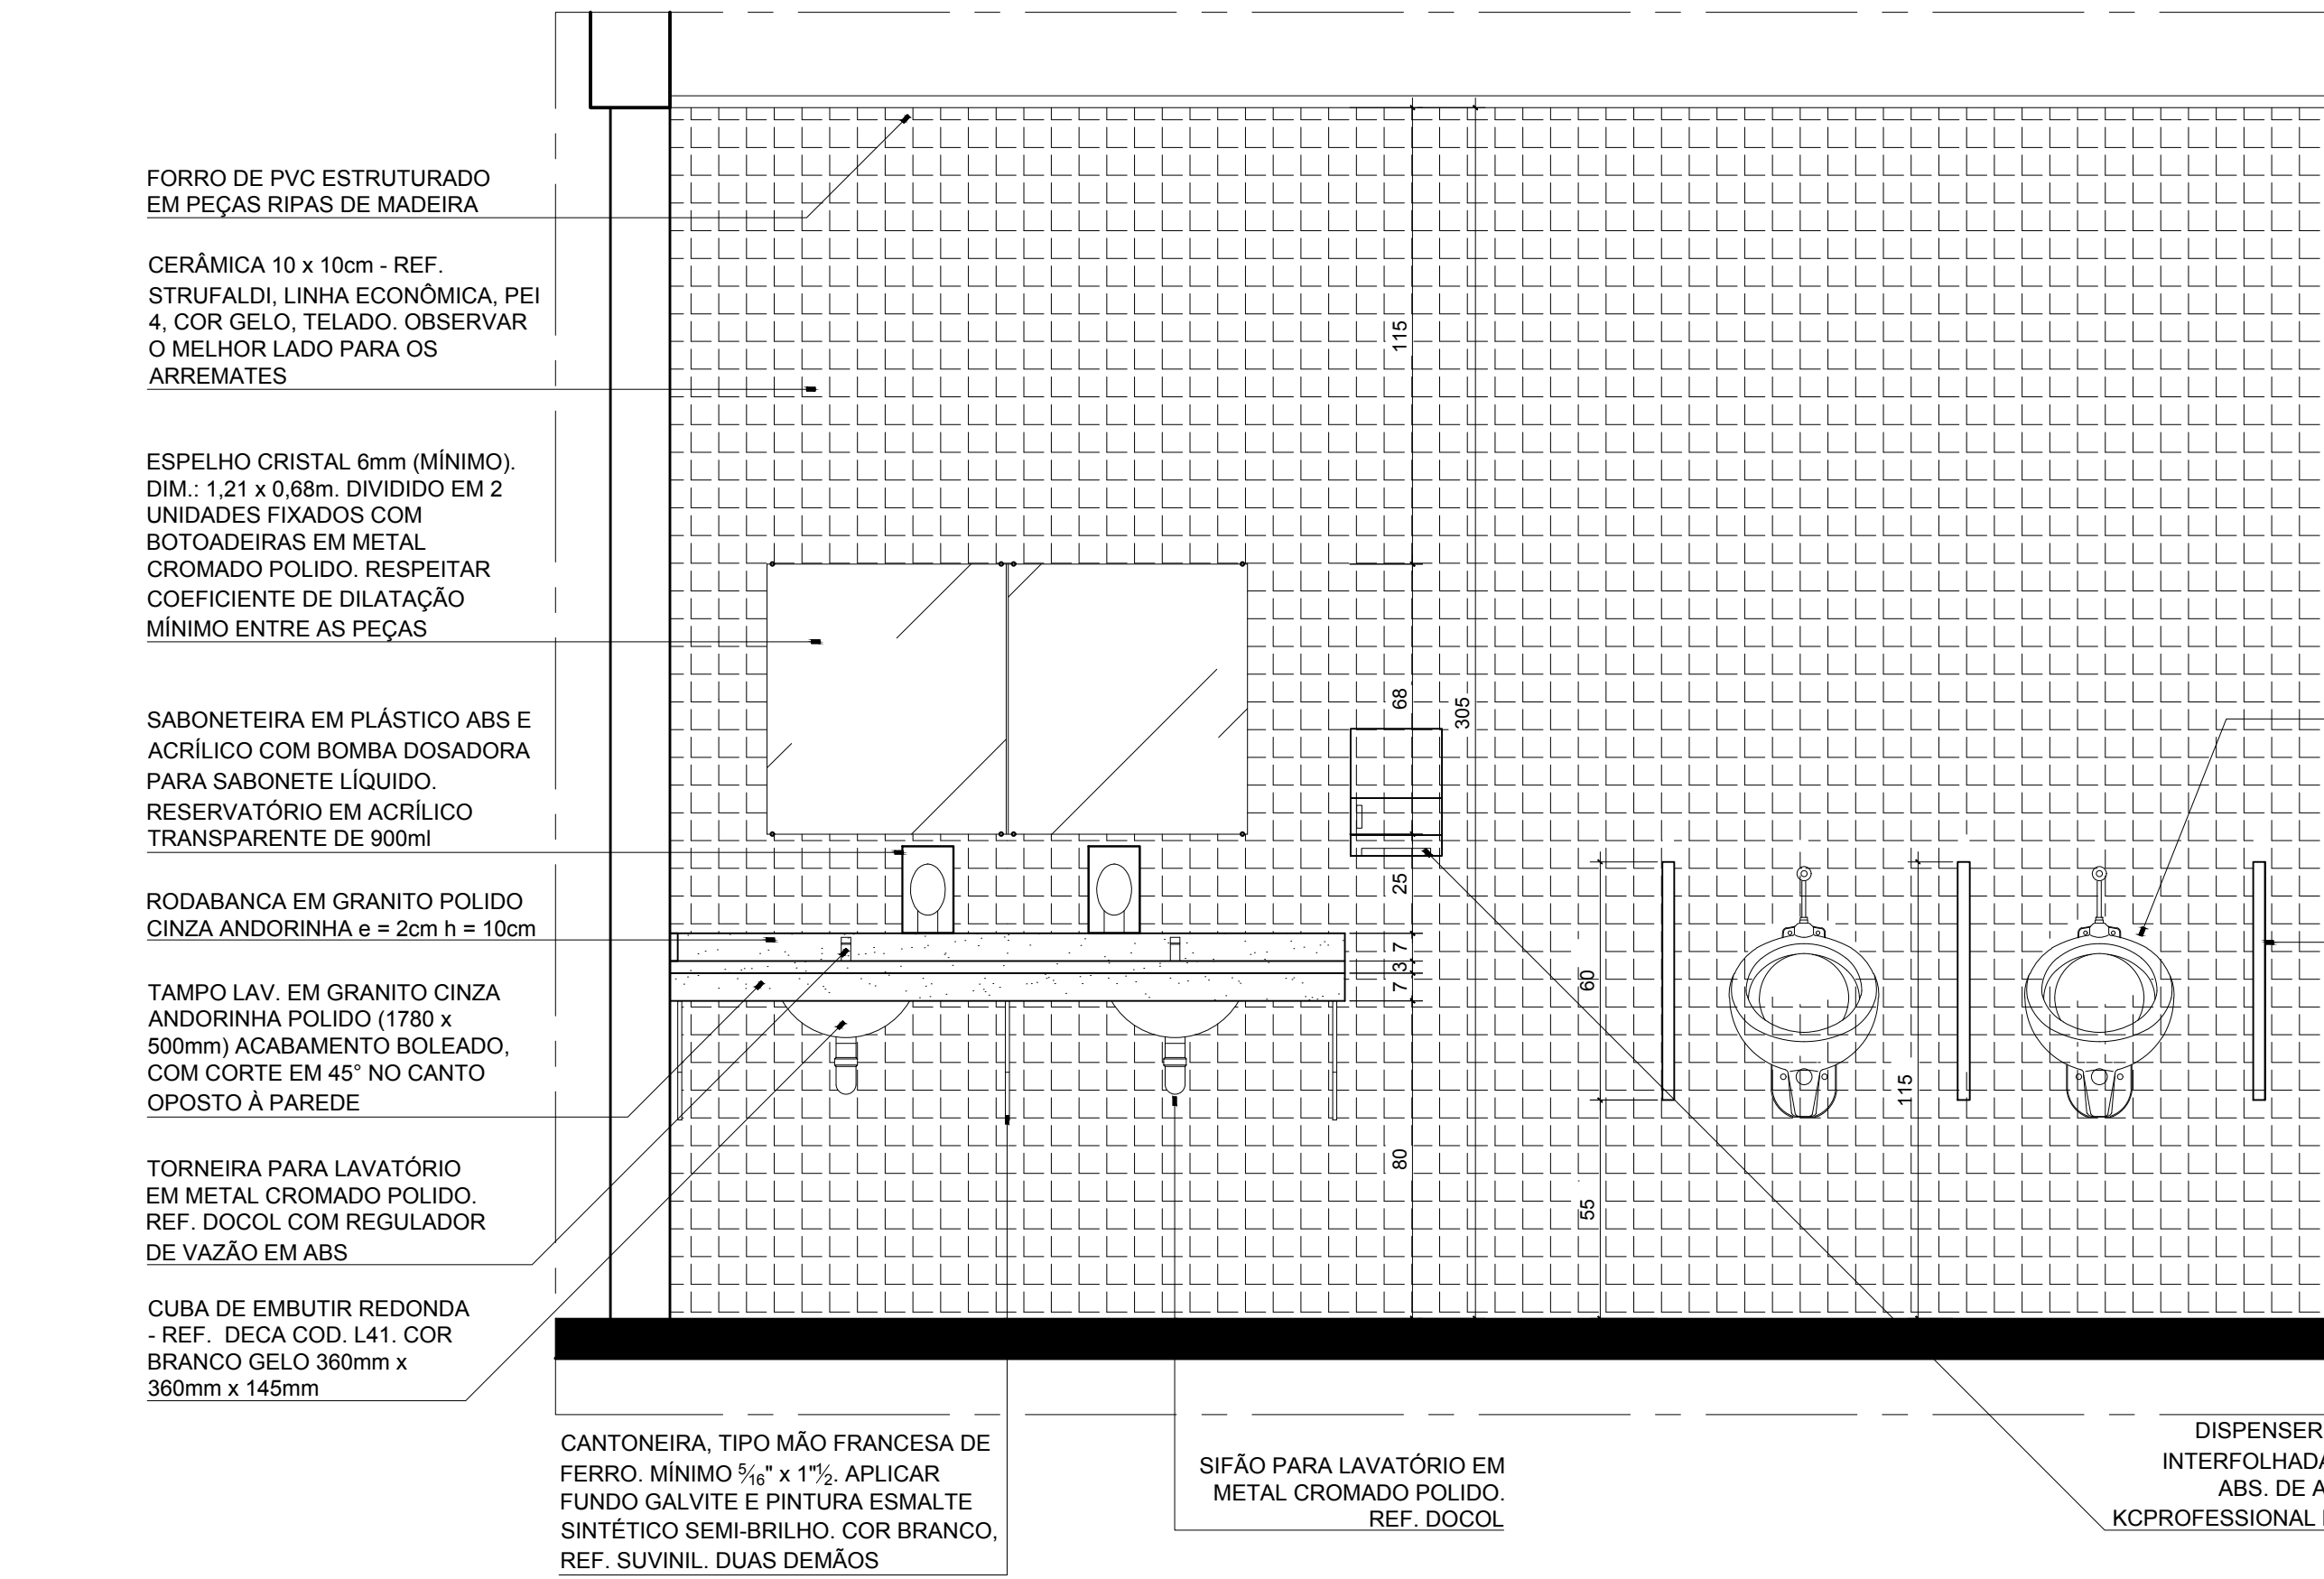 FORRO DE PVC ESTRUTURADO
EM PEÇAS RIPAS DE MADEIRA
CERÂMICA 10 x 10cm - REF.
STRUFALDI, LINHA ECONÔMICA, PEI
4, COR GELO, TELADO. OBSERVAR
O MELHOR LADO PARA OS
ARREMATES
ESPELHO CRISTAL 6mm (MÍNIMO).
DIM.: 1,21 x 0,68m. DIVIDIDO EM 2
UNIDADES FIXADOS COM
BOTOADEIRAS EM METAL
CROMADO POLIDO. RESPEITAR
COEFICIENTE DE DILATAÇÃO
MÍNIMO ENTRE AS PEÇAS
SABONETEIRA EM PLÁSTICO ABS E
ACRÍLICO COM BOMBA DOSADORA
PARA SABONETE LÍQUIDO.
RESERVATÓRIO EM ACRÍLICO
TRANSPARENTE DE 900ml
RODABANCA EM GRANITO POLIDO
CINZA ANDORINHA e = 2cm h = 10cm
TAMPO LAV. EM GRANITO CINZA
ANDORINHA POLIDO (1780 x
500mm) ACABAMENTO BOLEADO,
COM CORTE EM 45° NO CANTO
OPOSTO À PAREDE
TORNEIRA PARA LAVATÓRIO
EM METAL CROMADO POLIDO.
REF. DOCOL COM REGULADOR
DE VAZÃO EM ABS
CUBA DE EMBUTIR REDONDA
- REF. DECA COD. L41. COR
BRANCO GELO 360mm x
360mm x 145mm
115
68
305
25
7
3
7
80
60
55
115
CANTONEIRA, TIPO MÃO FRANCESA DE
FERRO. MÍNIMO 5/16" x 1"1/2. APLICAR
FUNDO GALVITE E PINTURA ESMALTE
SINTÉTICO SEMI-BRILHO. COR BRANCO,
REF. SUVINIL. DUAS DEMÃOS
SIFÃO PARA LAVATÓRIO EM
METAL CROMADO POLIDO.
REF. DOCOL
DISPENSER
INTERFOLHADA
ABS. DE A
KCPROFESSIONAL